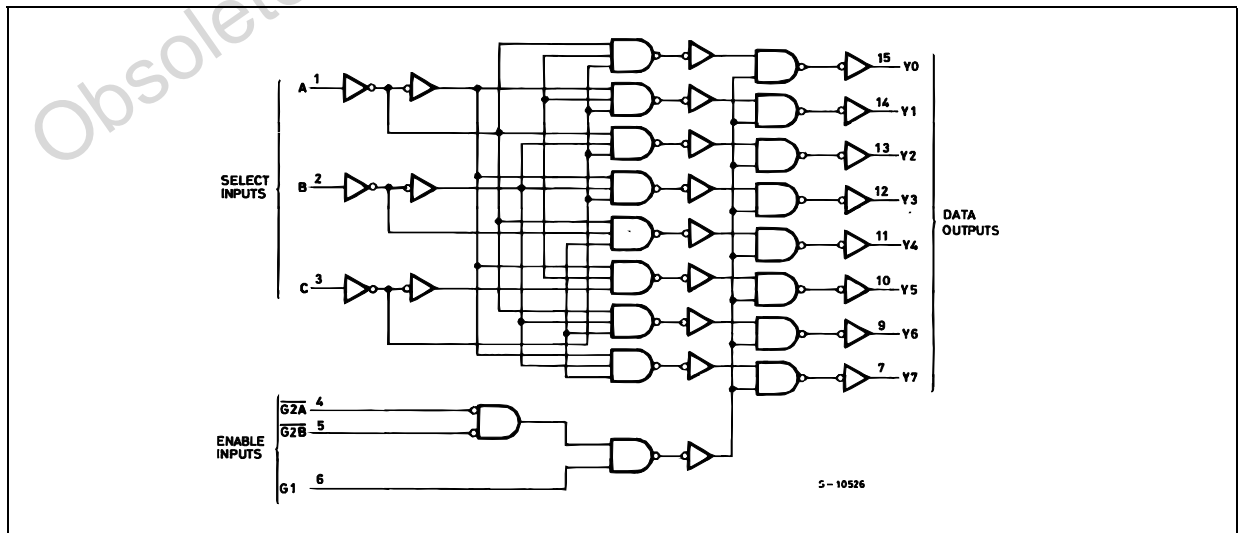 Obsolete
A 1
SELECT
INPUTS
B 2
C 3
15 Y0
14 Y1
13 Y2
12 Y3
11 Y4
10 Y5
9 Y6
7 Y7
DATA
OUTPUTS
G2A 4
G2B 5
ENABLE
INPUTS
G1 6
S-10526